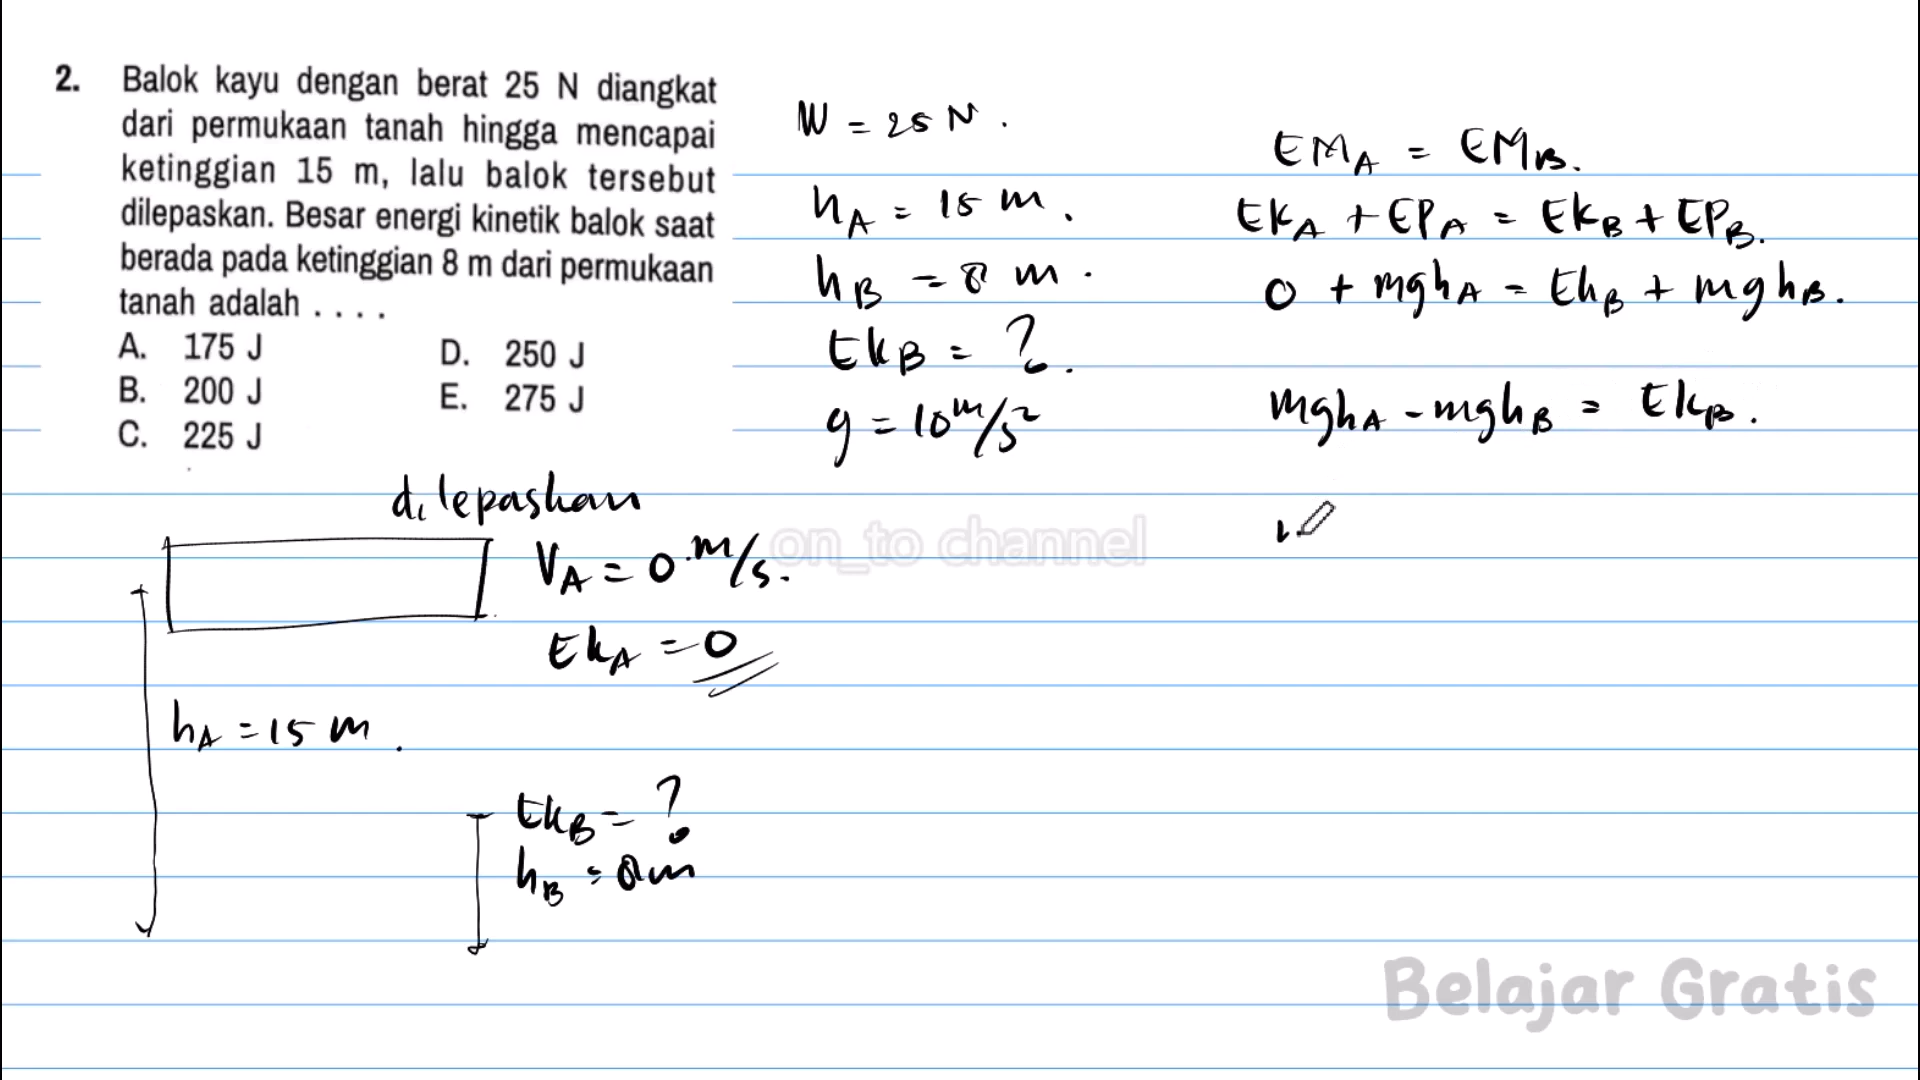 2. Balok kayu dengan berat 25 N diangkat
dari permukaan tanah hingga mencapai
ketinggian 15 m, lalu balok tersebut
dilepaskan. Besar energi kinetik balok saat
berada pada ketinggian 8 m dari permukaan
tanah adalah . . . .
A. 175 J
B. 200 J
C. 225 J
D. 250 J
E. 275 J
W = 25 N.
hA = 15 m.
hB = 8 m.
EkB = ?
g = 10 m/s²
EMA = EMB.
EKA + EPA = EKB + EPB.
0 + mghA = EkB + mghB.
mghA - mghB = EkB.
dilepaskan
VA = 0 m/s.
EkA = 0
hA = 15 m.
EkB = ?
hB = 8m
on_to channel
Belajar Gratis